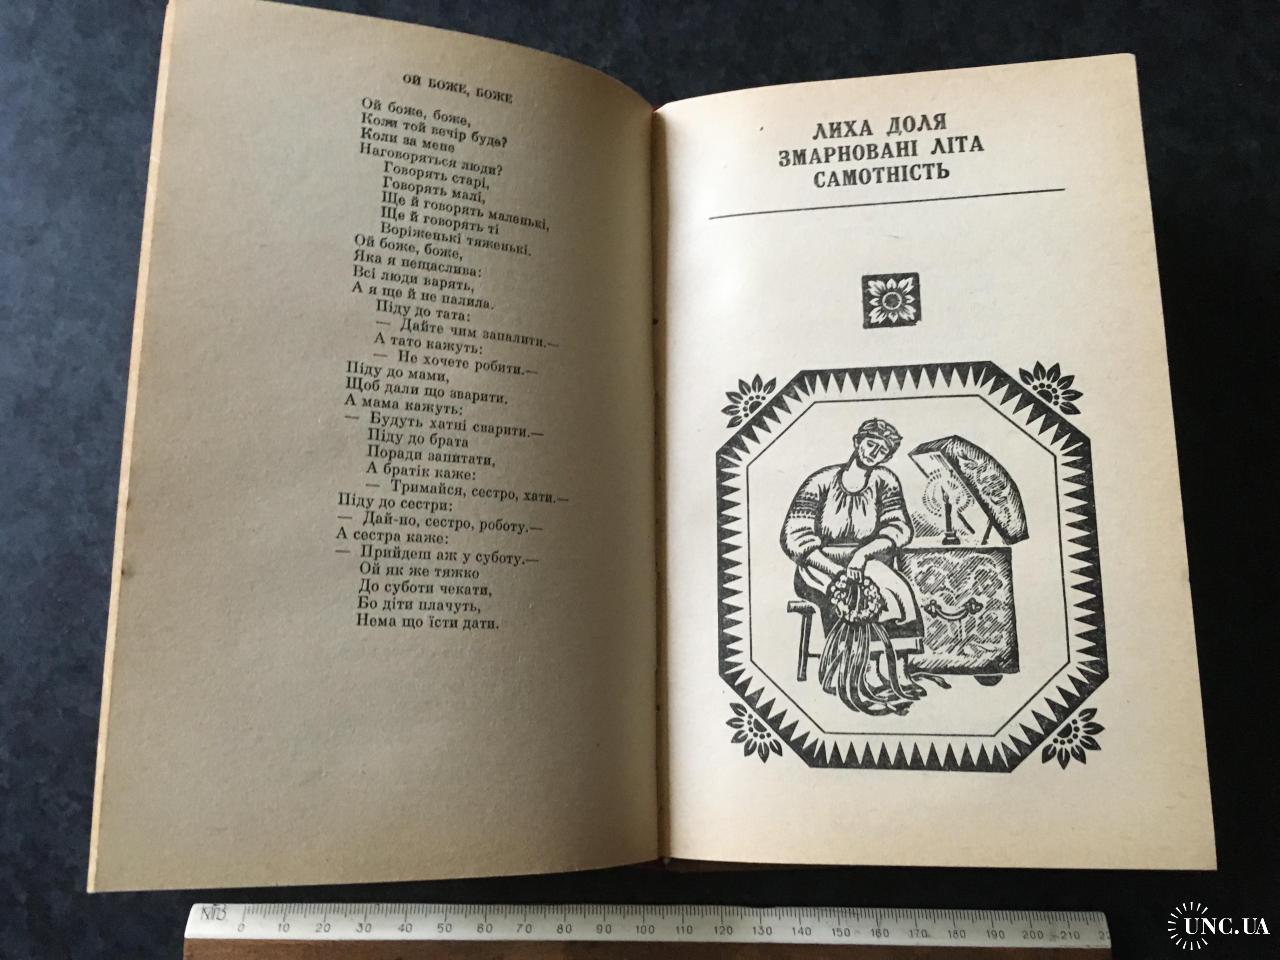 ОЙ БОЖЕ, БОЖЕ
Ой боже, боже,
Коли той вечір буде?
Коли за мене
Наговоряться люди?
Говорять старі,
Говорять малі,
Ще й говорять маленькі,
Ще й говорять ті
Воріженькі тяженькі.
Ой боже, боже,
Яка я нещаслива:
Всі люди варять,
А я ще й не палила.
Піду до тата:
— Дайте чим запалити.—
А тато кажуть:
— Не хочете робити.—
Піду до мами,
Щоб дали що зварити.
А мама кажуть:
— Будуть хатні сварити.—
Піду до брата
Поради запитати,
А братік каже:
— Тримайся, сестро, хати.—
Піду до сестри:
— Дай-но, сестро, роботу.—
А сестра каже:
— Прийдеш аж у суботу.—
Ой як же тяжко
До суботи чекати,
Бо діти плачуть,
Нема що їсти дати.
ЛИХА ДОЛЯ
ЗМАРНОВАНІ ЛІТА
САМОТНІСТЬ
0 10 20 30 40 50 60 70 80 90 100 110 120 130 140 150 160 170 180 190 200 210
UNC.UA